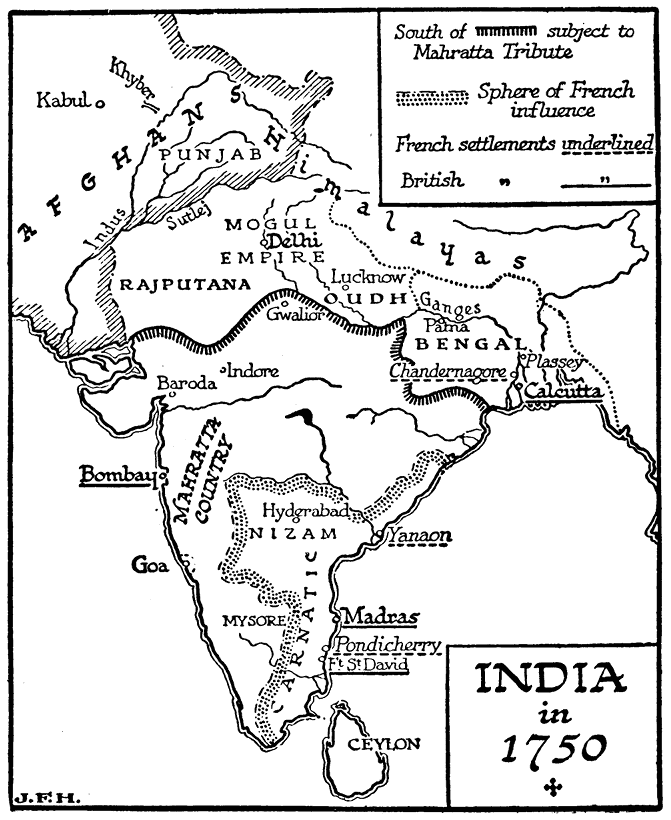 South of subject to
Mahratta Tribute
Sphere of French
influence
French settlements underlined
British " "
Khyber
Kabul
AFGHANS
PUNJAB
Himalayas
Indus
Sutlej
MOGUL
Delhi
EMPIRE
RAJPUTANA
Lucknow
OUDH
Ganges
Gwalior
Patna
BENGAL
Plassey
Chandernagore
Indore
Baroda
Calcutta
MAHRATTA
COUNTRY
Bombay
Hyderabad
NIZAM
Yanaon
Goa
CARNATIC
MYSORE
Madras
Pondicherry
Ft St David
CEYLON
INDIA
in
1750
J.F.H.